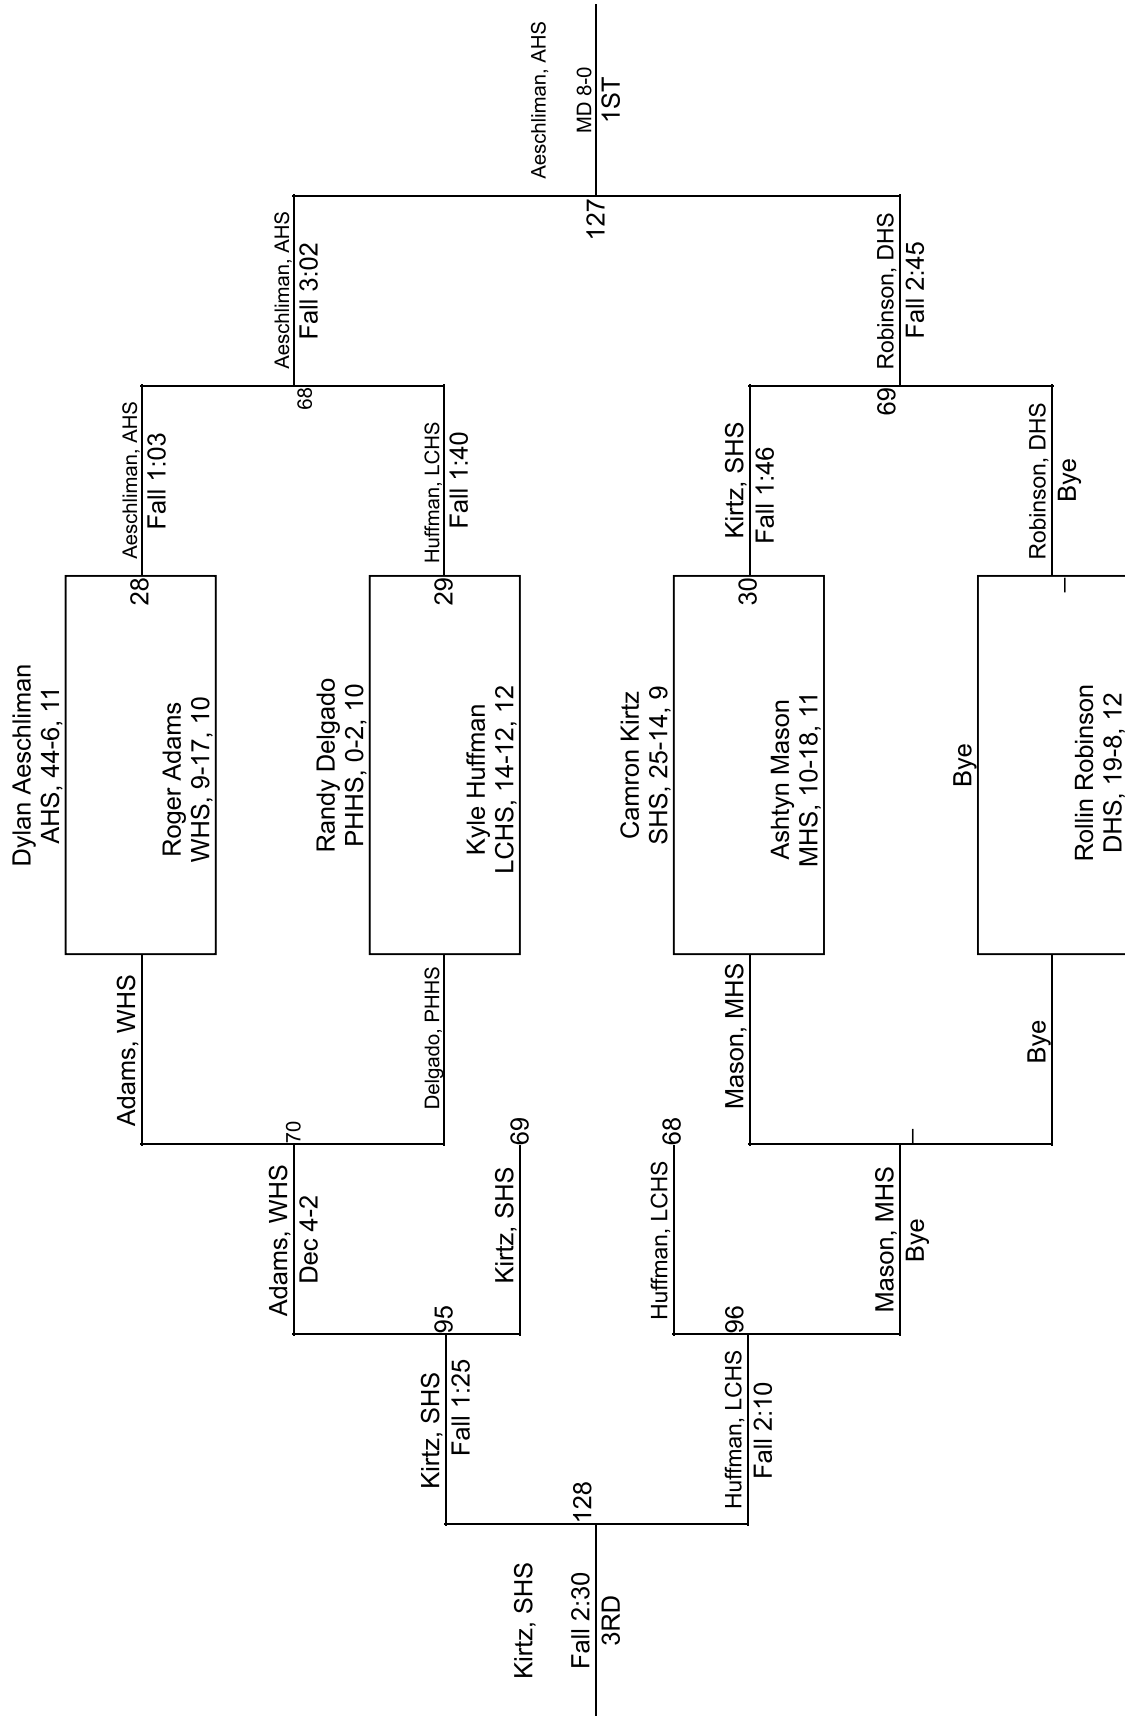 Dylan Aeschliman
AHS, 44-6, 11
Roger Adams
WHS, 9-17, 10
28
Randy Delgado
PHHS, 0-2, 10
Kyle Huffman
LCHS, 14-12, 12
29
Camron Kirtz
SHS, 25-14, 9
Ashtyn Mason
MHS, 10-18, 11
30
Bye
Rollin Robinson
DHS, 19-8, 12
_
Aeschliman, AHS
Fall 1:03
Huffman, LCHS
Fall 1:40
68
Kirtz, SHS
Fall 1:46
Robinson, DHS
Bye
69
Aeschliman, AHS
Fall 3:02
Robinson, DHS
Fall 2:45
127
Aeschliman, AHS
MD 8-0
1ST
Adams, WHS
Delgado, PHHS
70
Mason, MHS
Bye
_
Adams, WHS
Dec 4-2
Kirtz, SHS
69
95
Huffman, LCHS
68
Mason, MHS
Bye
96
Kirtz, SHS
Fall 1:25
Huffman, LCHS
Fall 2:10
128
Kirtz, SHS
Fall 2:30
3RD